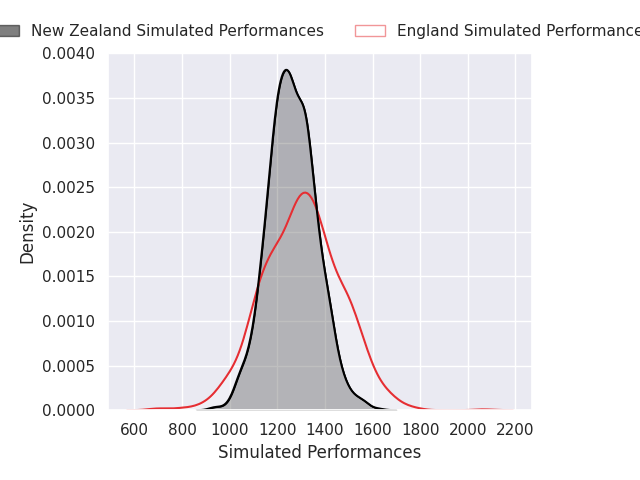 New Zealand Simulated Performances England Simulated Performance
0.0040
0.0035
0.0030
0.0025
0.0020
0.0015
0.0010
0.0005
0.0000
Density
600 800 1000 1200 1400 1600 1800 2000 2200
Simulated Performances